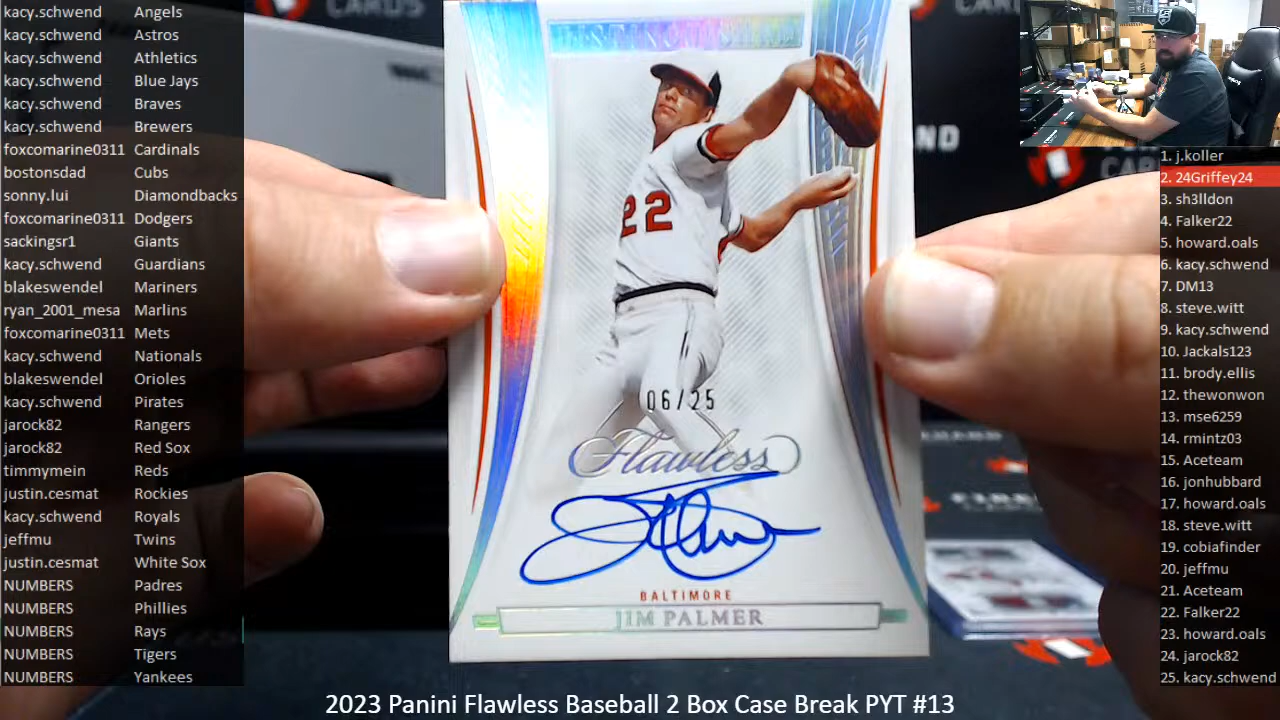 kacy.schwend Angels
kacy.schwend Astros
kacy.schwend Athletics
kacy.schwend Blue Jays
kacy.schwend Braves
kacy.schwend Brewers
foxcomarine0311 Cardinals
bostonsdad Cubs
sonny.lui Diamondbacks
foxcomarine0311 Dodgers
sackingsr1 Giants
kacy.schwend Guardians
blakeswendel Mariners
ryan_2001_mesa Marlins
foxcomarine0311 Mets
kacy.schwend Nationals
blakeswendel Orioles
kacy.schwend Pirates
jarock82 Rangers
jarock82 Red Sox
timmymein Reds
justin.cesmat Rockies
kacy.schwend Royals
jeffmu Twins
justin.cesmat White Sox
NUMBERS Padres
NUMBERS Phillies
NUMBERS Rays
NUMBERS Tigers
NUMBERS Yankees
CARDS
22
06/25
Flawless
BALTIMORE
JIM PALMER
1. j.koller
2. 24Griffey24
3. sh3lldon
4. Falker22
5. howard.oals
6. kacy.schwend
7. DM13
8. steve.witt
9. kacy.schwend
10. Jackals123
11. brody.ellis
12. thewonwon
13. mse6259
14. rmintz03
15. Aceteam
16. jonhubbard
17. howard.oals
18. steve.witt
19. cobiafinder
20. jeffmu
21. Aceteam
22. Falker22
23. howard.oals
24. jarock82
25. kacy.schwend
2023 Panini Flawless Baseball 2 Box Case Break PYT #13